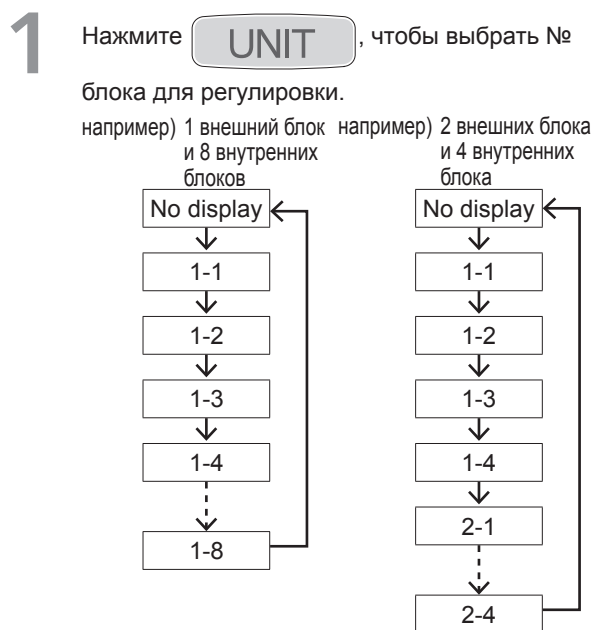 1
Нажмите UNIT, чтобы выбрать №
блока для регулировки.
например) 1 внешний блок
и 8 внутренних
блоков
No display
1-1
1-2
1-3
1-4
1-8
например) 2 внешних блока
и 4 внутренних
блока
No display
1-1
1-2
1-3
1-4
2-1
2-4